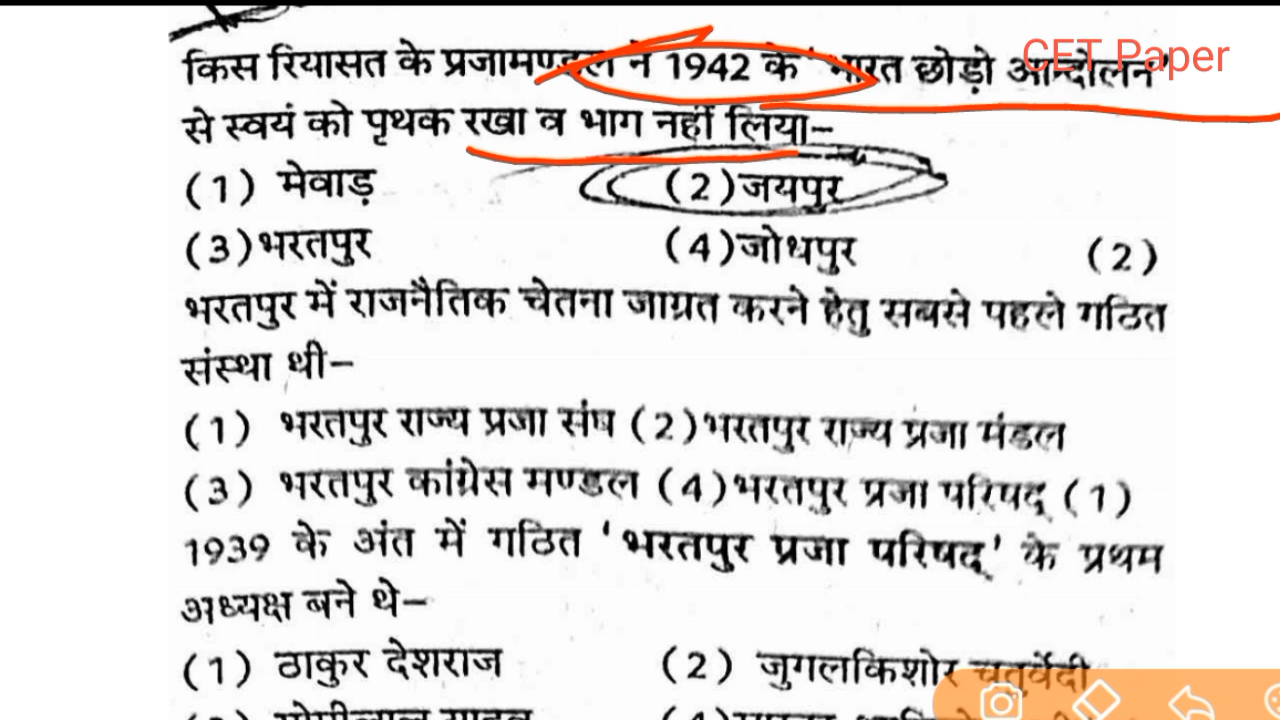 किस रियासत के प्रजामण्डल ने 1942 के 'भारत छोड़ो आन्दोलन'
CET Paper
से स्वयं को पृथक रखा व भाग नहीं लिया–
(1) मेवाड़ (2)जयपुर
(3)भरतपुर (4)जोधपुर (2)
भरतपुर में राजनैतिक चेतना जाग्रत करने हेतु सबसे पहले गठित
संस्था थी–
(1) भरतपुर राज्य प्रजा संघ (2)भरतपुर राज्य प्रजा मंडल
(3) भरतपुर कांग्रेस मण्डल (4)भरतपुर प्रजा परिषद् (1)
1939 के अंत में गठित 'भरतपुर प्रजा परिषद्' के प्रथम
अध्यक्ष बने थे–
(1) ठाकुर देशराज (2) जुगलकिशोर चतुर्वेदी